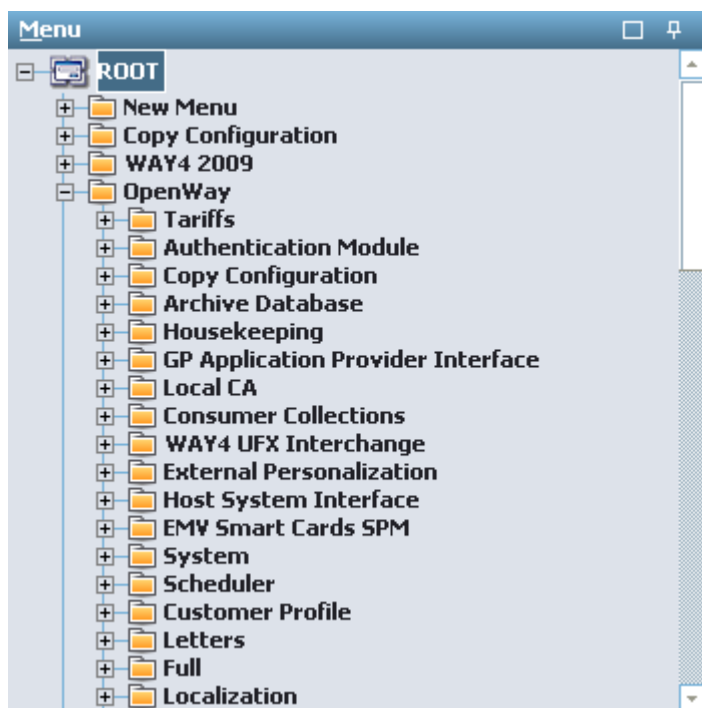 Menu
ROOT
New Menu
Copy Configuration
WAY4 2009
OpenWay
Tariffs
Authentication Module
Copy Configuration
Archive Database
Housekeeping
GP Application Provider Interface
Local CA
Consumer Collections
WAY4 UFX Interchange
External Personalization
Host System Interface
EMV Smart Cards SPM
System
Scheduler
Customer Profile
Letters
Full
Localization